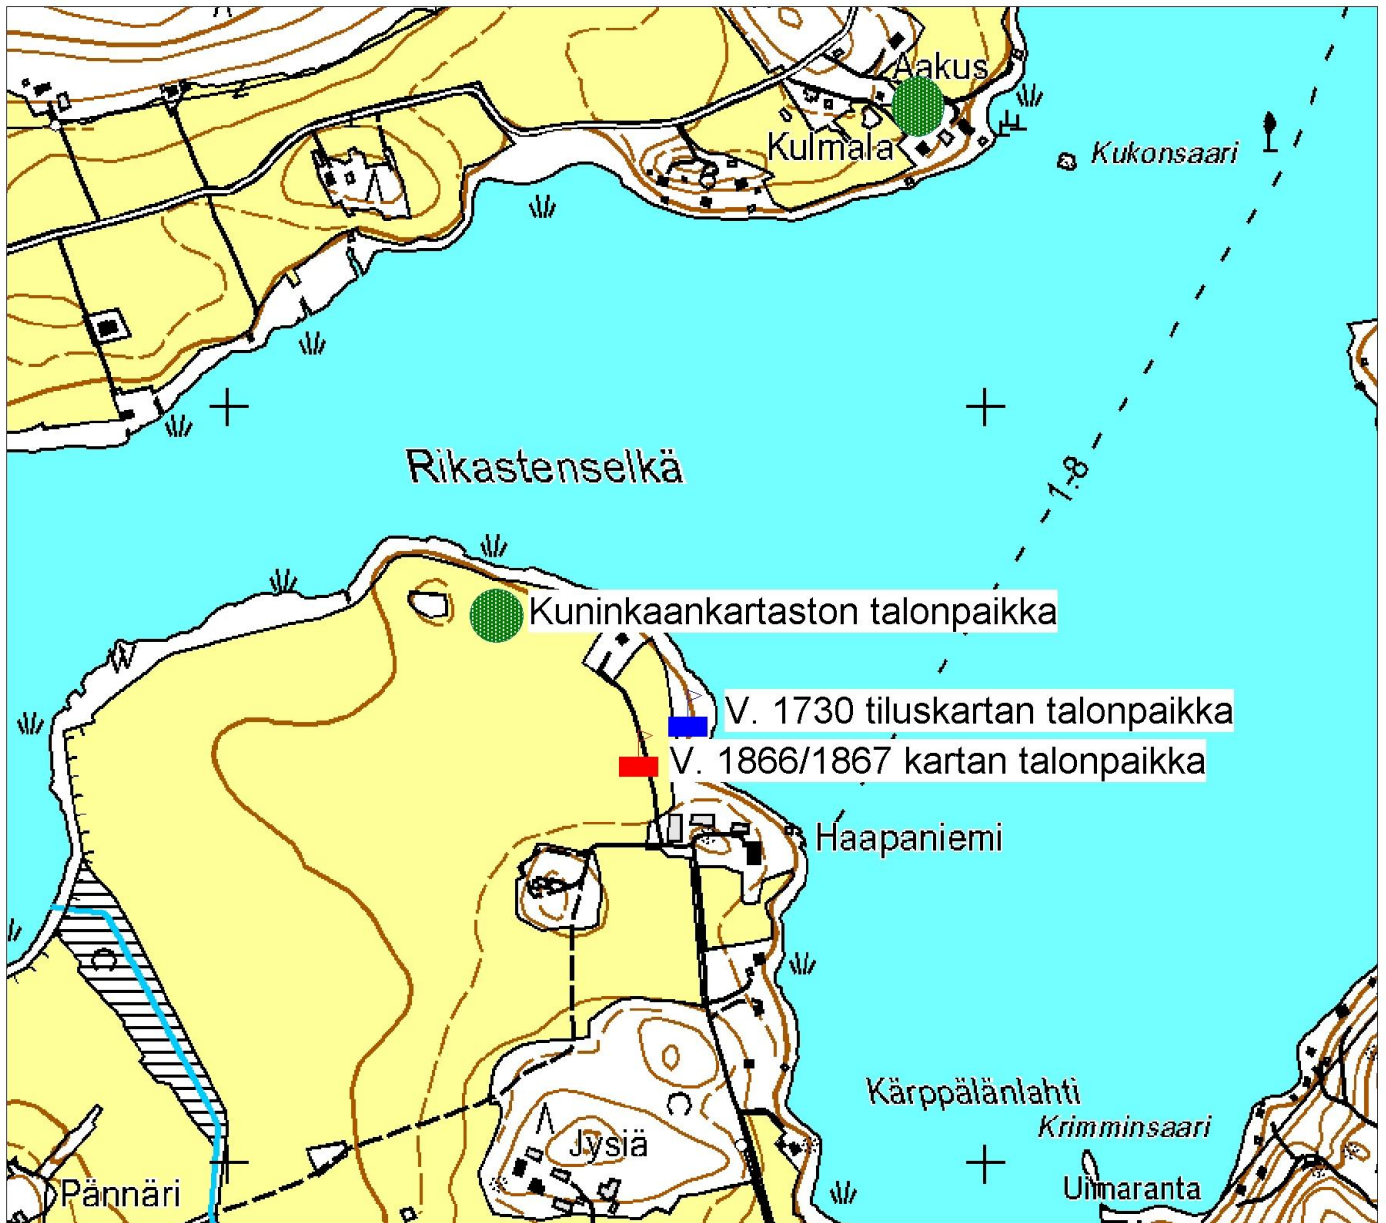 Aakus
Kulmala
Kukonsaari
Rikastenselkä
1.8
Kuninkaankartaston talonpaikka
V. 1730 tiluskartan talonpaikka
V. 1866/1867 kartan talonpaikka
Haapaniemi
Kärppälänlahti
Krimminsaari
Jysiä
Pännäri
Uimaranta